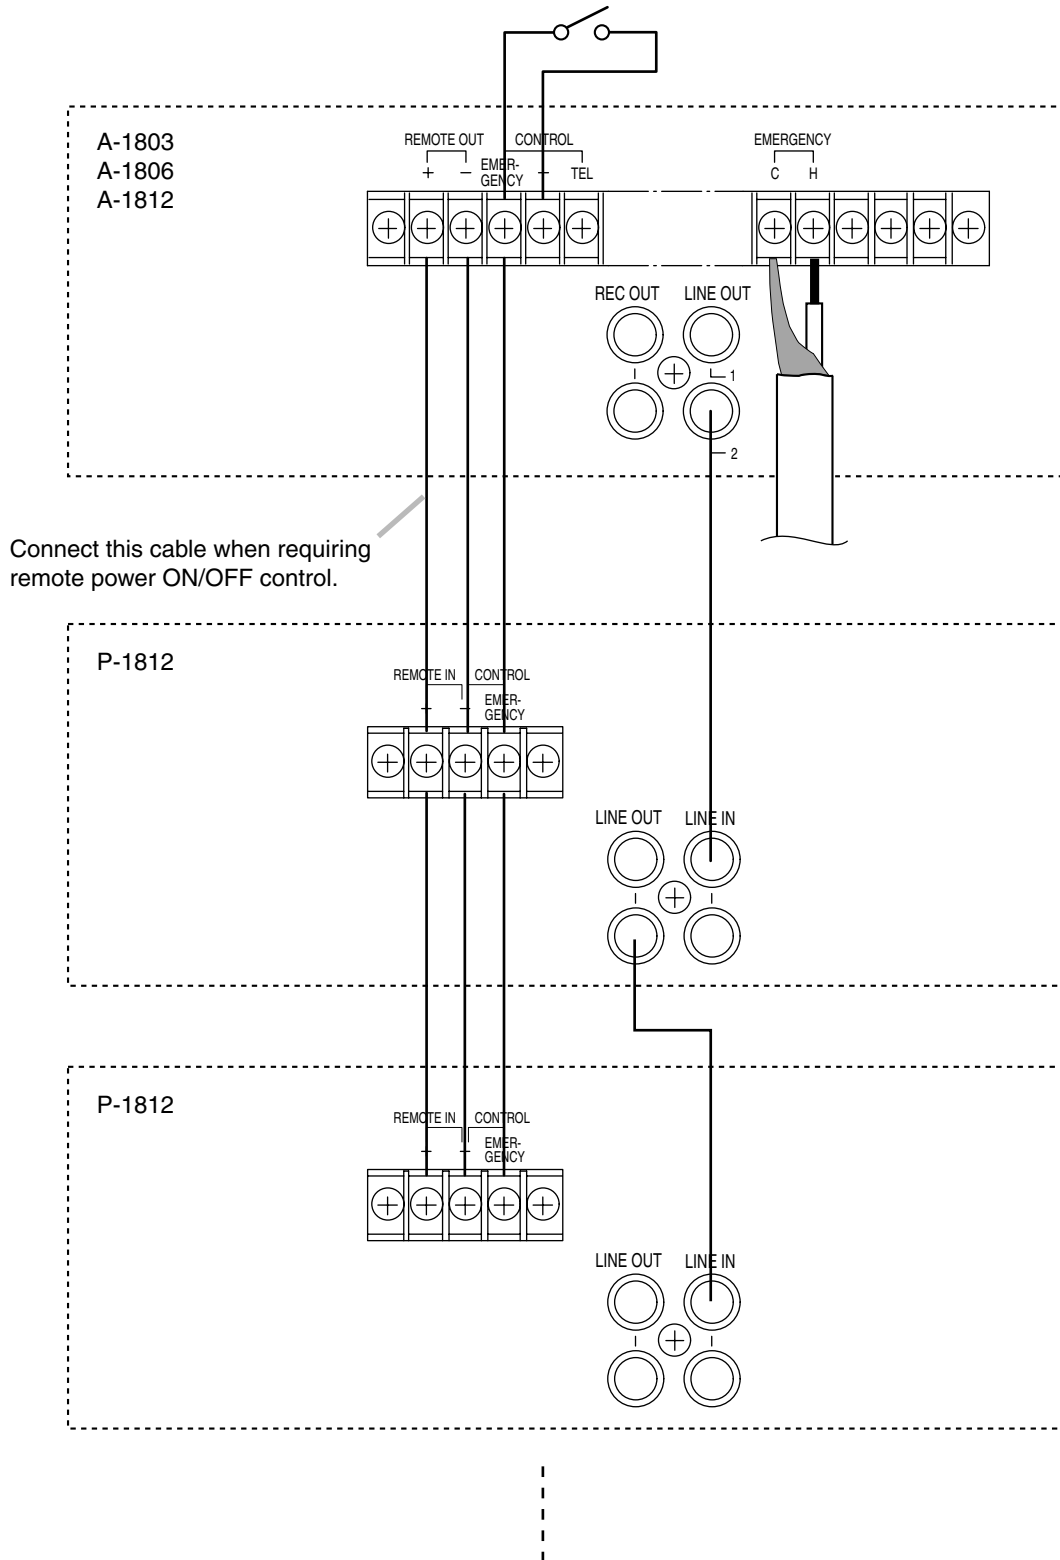 A-1803
A-1806
A-1812
REMOTE OUT CONTROL EMERGENCY
+ − EMER-
GENCY − TEL C H
REC OUT LINE OUT
1
2
Connect this cable when requiring
remote power ON/OFF control.
P-1812
REMOTE IN CONTROL
+ − EMER-
GENCY
LINE OUT LINE IN
P-1812
REMOTE IN CONTROL
+ − EMER-
GENCY
LINE OUT LINE IN